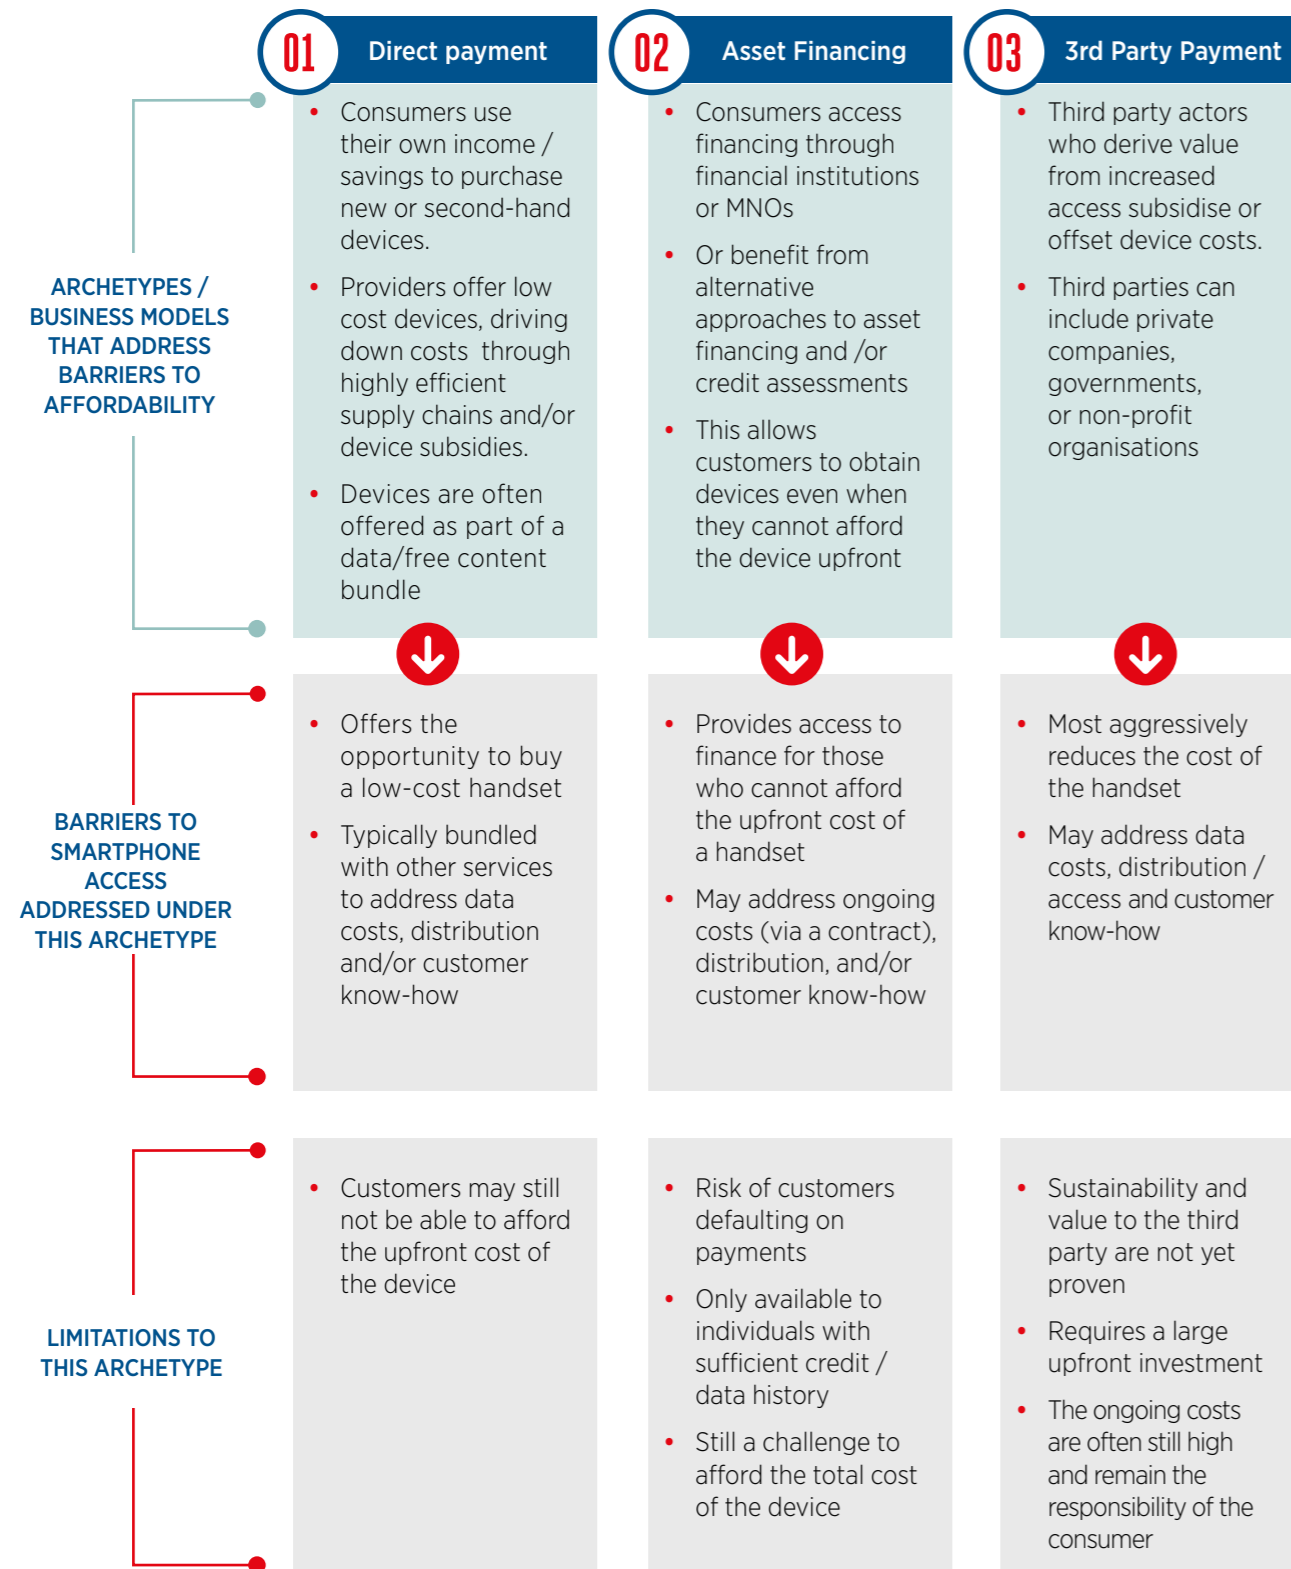 01 Direct payment
02 Asset Financing
03 3rd Party Payment
ARCHETYPES /
BUSINESS MODELS
THAT ADDRESS
BARRIERS TO
AFFORDABILITY
• Consumers use
their own income /
savings to purchase
new or second-hand
devices.
• Providers offer low
cost devices, driving
down costs through
highly efficient
supply chains and/or
device subsidies.
• Devices are often
offered as part of a
data/free content
bundle
• Consumers access
financing through
financial institutions
or MNOs
• Or benefit from
alternative
approaches to asset
financing and /or
credit assessments
• This allows
customers to obtain
devices even when
they cannot afford
the device upfront
• Third party actors
who derive value
from increased
access subsidise or
offset device costs.
• Third parties can
include private
companies,
governments,
or non-profit
organisations
BARRIERS TO
SMARTPHONE
ACCESS
ADDRESSED UNDER
THIS ARCHETYPE
• Offers the
opportunity to buy
a low-cost handset
• Typically bundled
with other services
to address data
costs, distribution
and/or customer
know-how
• Provides access to
finance for those
who cannot afford
the upfront cost of
a handset
• May address ongoing
costs (via a contract),
distribution, and/or
customer know-how
• Most aggressively
reduces the cost of
the handset
• May address data
costs, distribution /
access and customer
know-how
LIMITATIONS TO
THIS ARCHETYPE
• Customers may still
not be able to afford
the upfront cost of
the device
• Risk of customers
defaulting on
payments
• Only available to
individuals with
sufficient credit /
data history
• Still a challenge to
afford the total cost
of the device
• Sustainability and
value to the third
party are not yet
proven
• Requires a large
upfront investment
• The ongoing costs
are often still high
and remain the
responsibility of the
consumer